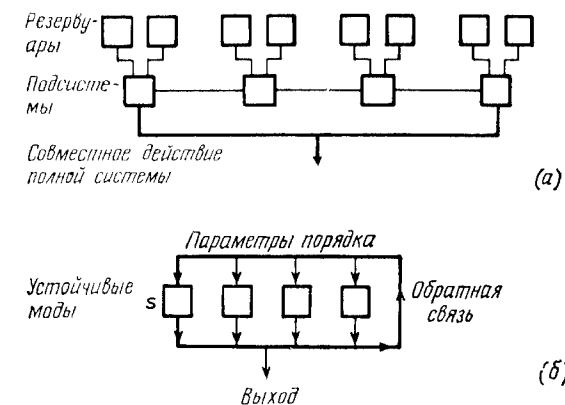 Резерву-
ары
Подсисте-
мы
Совместное действие
полной системы
(а)
Параметры порядка
Устойчивые
моды
s
Обратная
связь
(б)
Выход